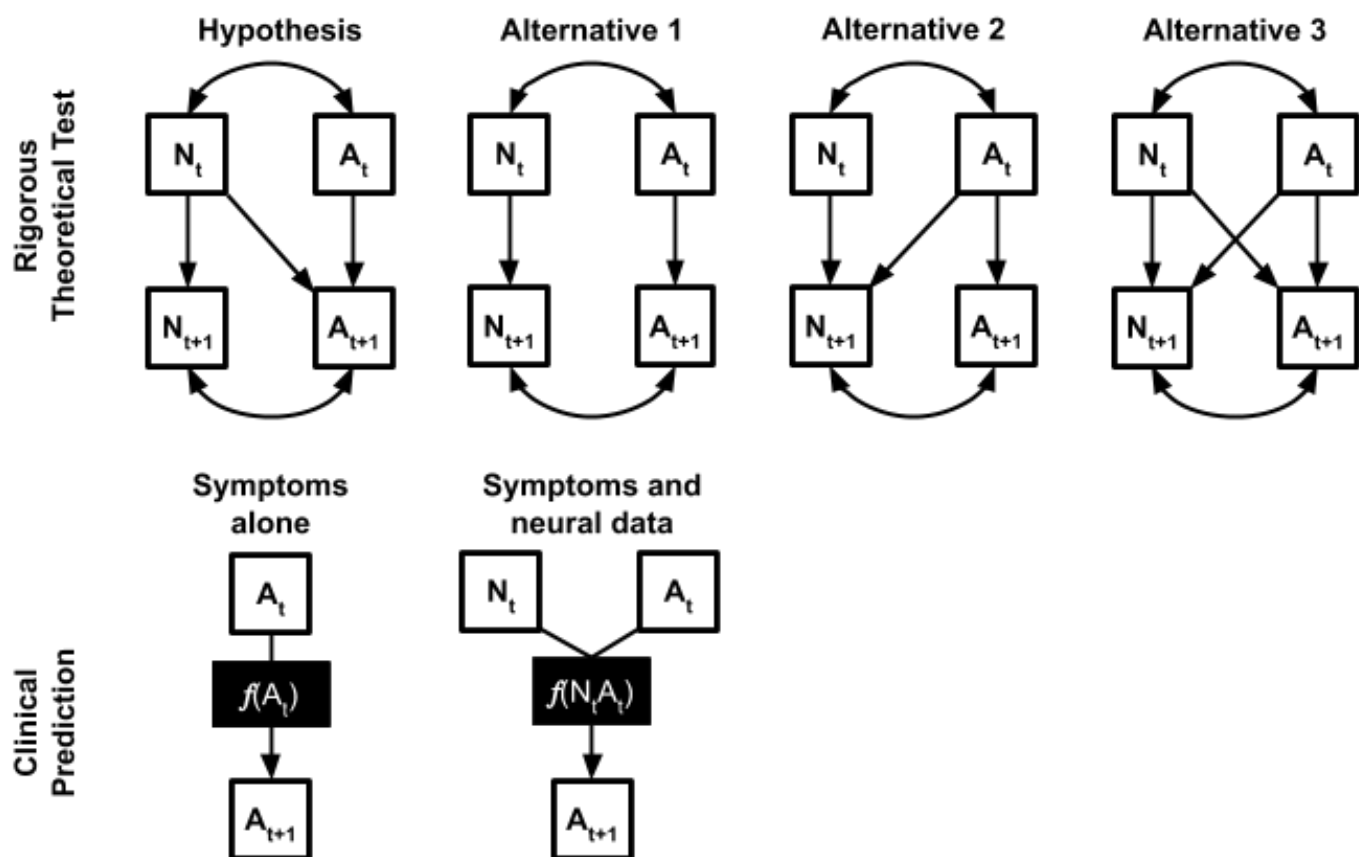 Hypothesis
Alternative 1
Alternative 2
Alternative 3
Rigorous
Theoretical Test
Nₜ
Aₜ
Nₜ₊₁
Aₜ₊₁
Nₜ
Aₜ
Nₜ₊₁
Aₜ₊₁
Nₜ
Aₜ
Nₜ₊₁
Aₜ₊₁
Nₜ
Aₜ
Nₜ₊₁
Aₜ₊₁
Clinical
Prediction
Symptoms
alone
Aₜ
f(Aₜ)
Aₜ₊₁
Symptoms and
neural data
Nₜ
Aₜ
f(NₜAₜ)
Aₜ₊₁